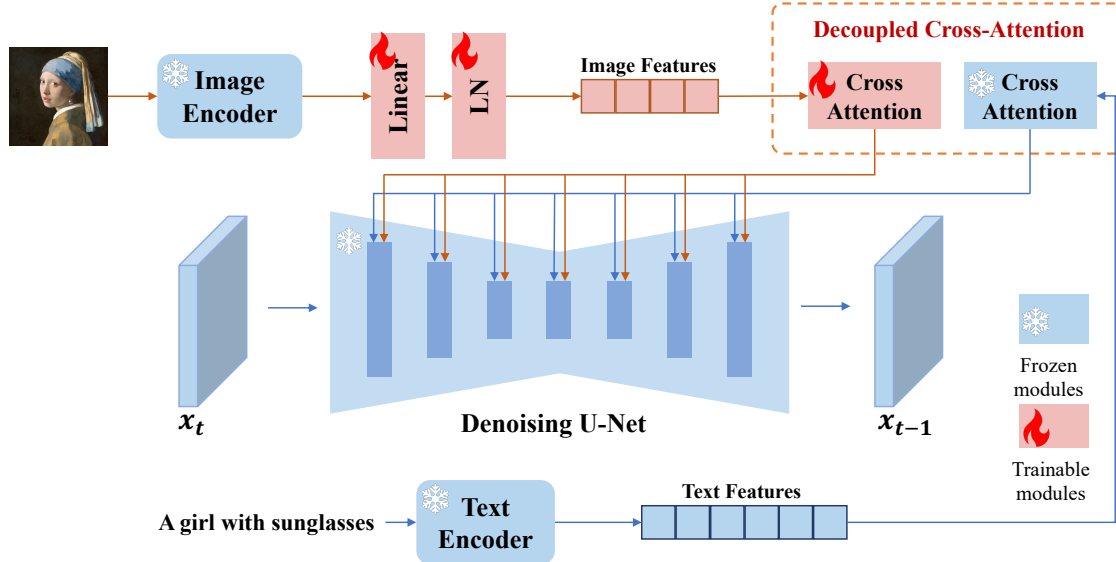 Decoupled Cross-Attention
Image
Encoder
Linear
LN
Image Features
Cross
Attention
Cross
Attention
x_t
Denoising U-Net
x_{t-1}
Frozen
modules
Trainable
modules
A girl with sunglasses
Text
Encoder
Text Features